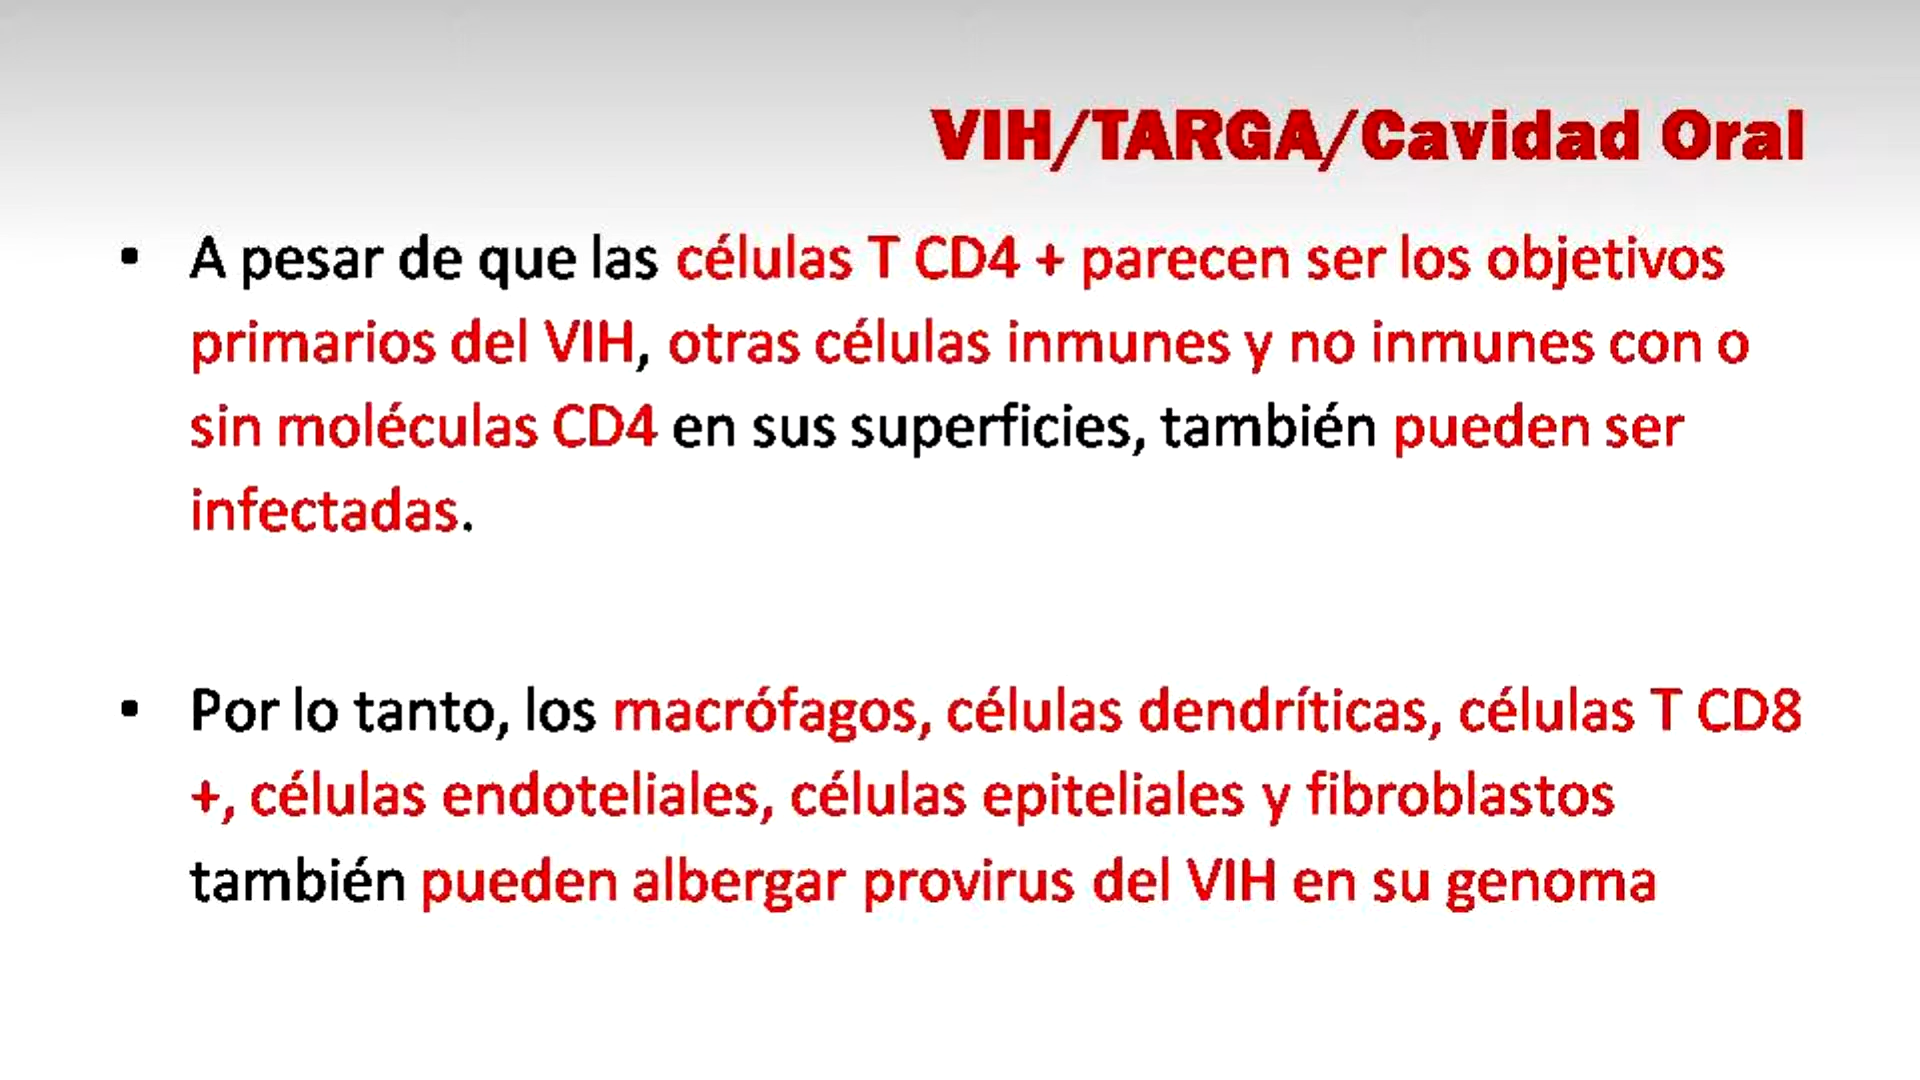 VIH/TARGA/Cavidad Oral
▪ A pesar de que las células T CD4 + parecen ser los objetivos
primarios del VIH, otras células inmunes y no inmunes con o
sin moléculas CD4 en sus superficies, también pueden ser
infectadas.
▪ Por lo tanto, los macrófagos, células dendríticas, células T CD8
+, células endoteliales, células epiteliales y fibroblastos
también pueden albergar provirus del VIH en su genoma